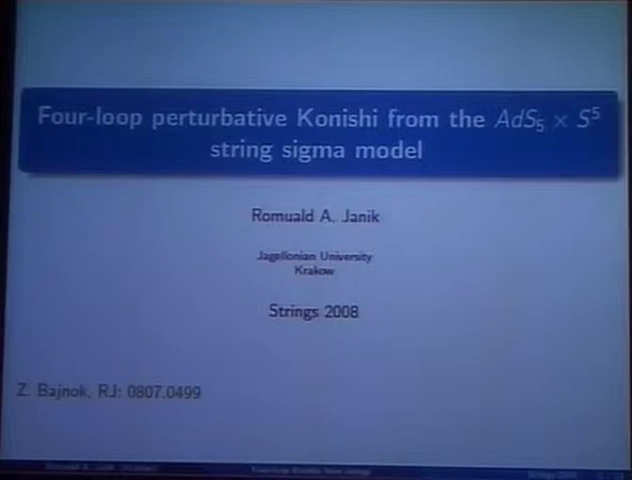 Four-loop perturbative Konishi from the AdS₅ × S⁵
string sigma model
Romuald A. Janik
Jagellonian University
Krakow
Strings 2008
Z. Bajnok, RJ: 0807.0499